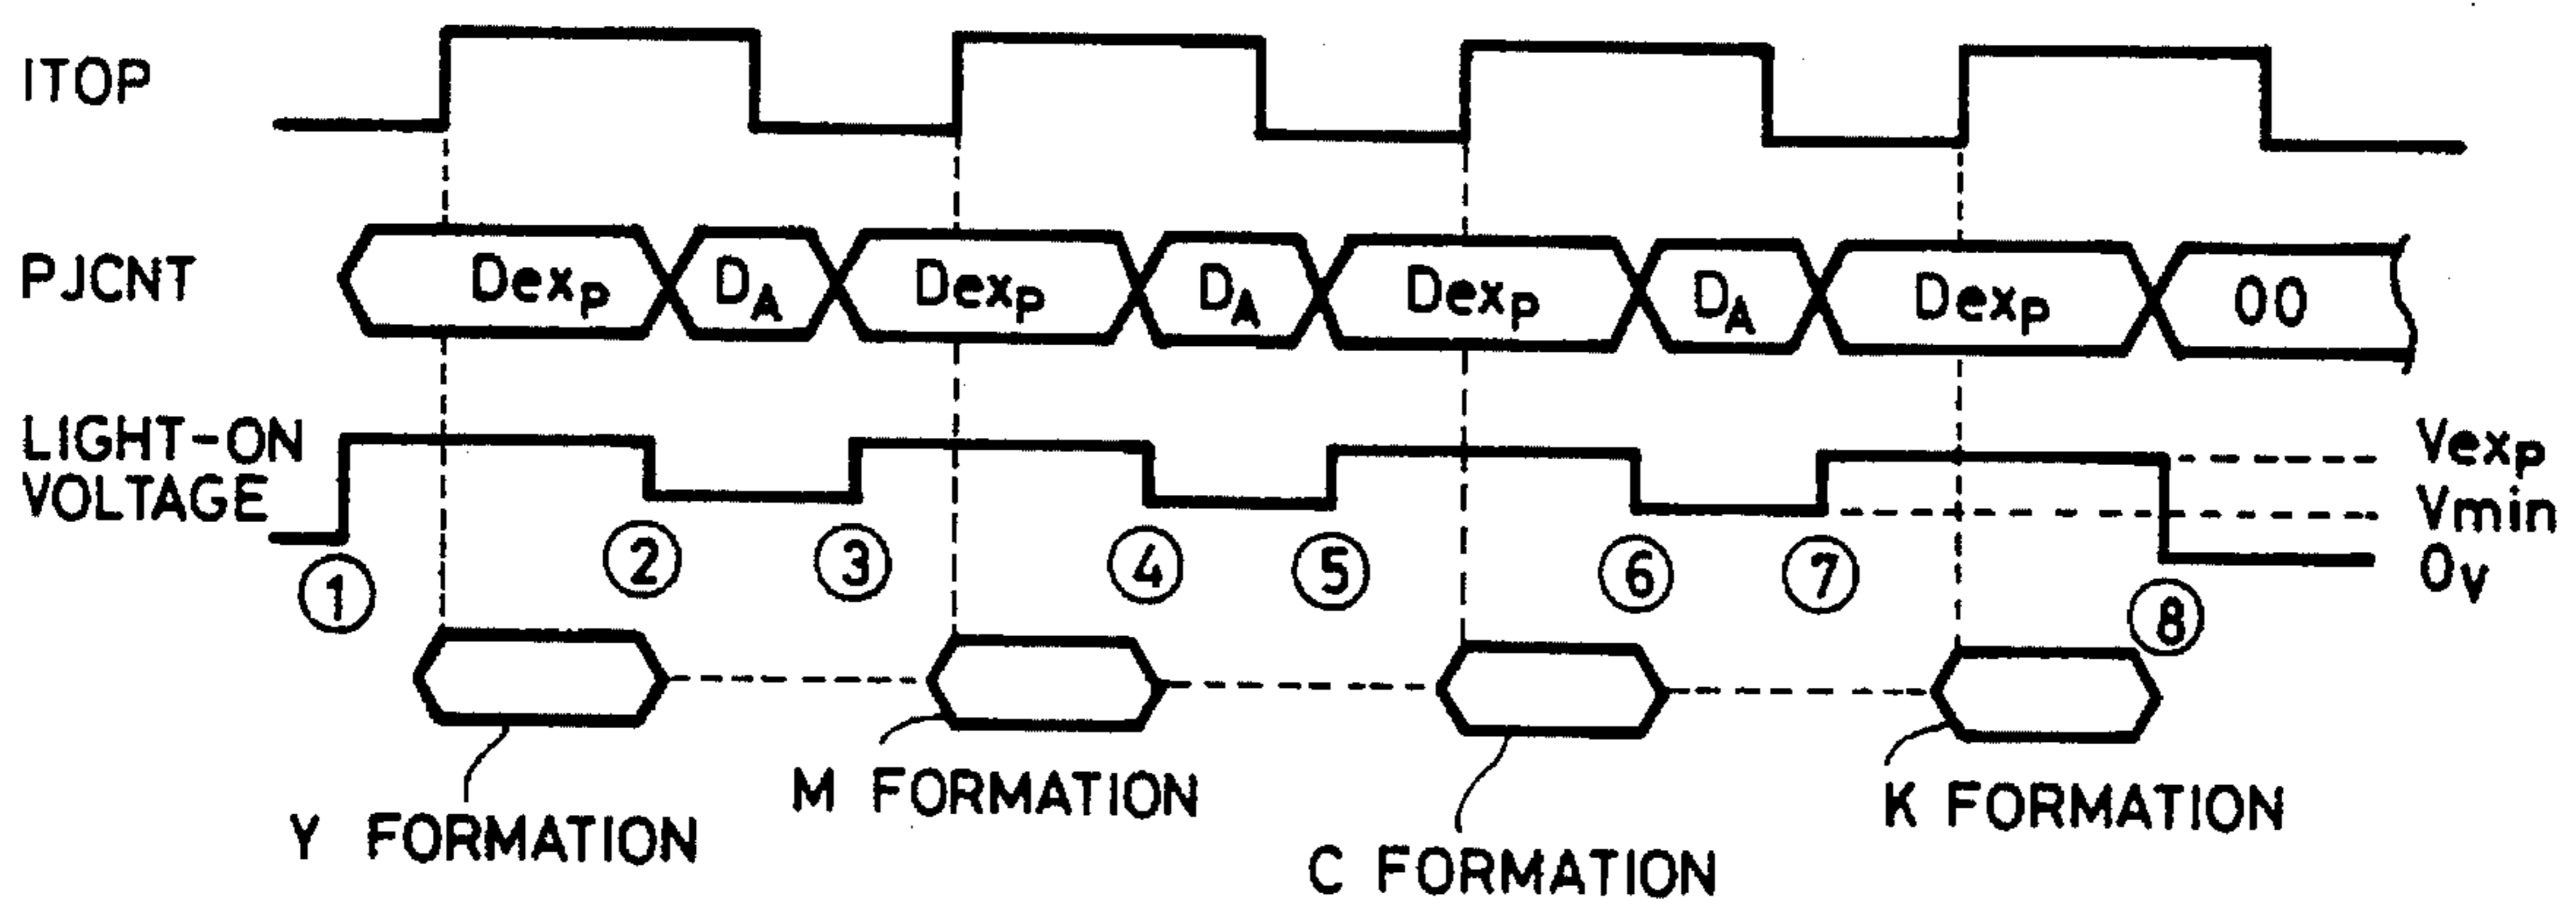 ITOP
PJCNT
DexP
DA
DexP
DA
DexP
DA
DexP
00
LIGHT-ON
VOLTAGE
VexP
Vmin
0V
①
②
③
④
⑤
⑥
⑦
⑧
Y FORMATION
M FORMATION
C FORMATION
K FORMATION